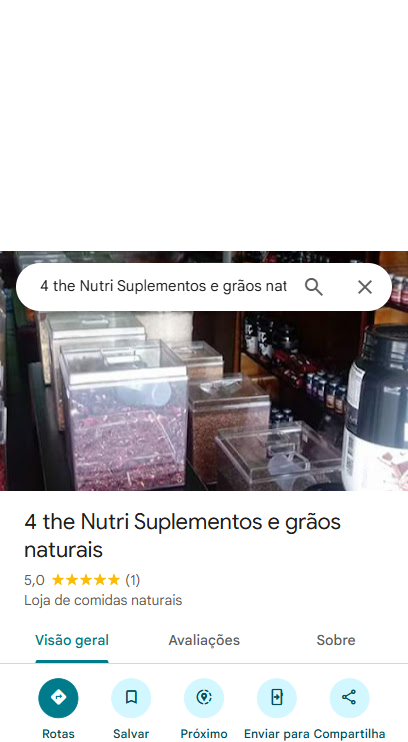 4 the Nutri Suplementos e grãos nat
4 the Nutri Suplementos e grãos
naturais
5,0 ★★★★★ (1)
Loja de comidas naturais
Visão geral Avaliações Sobre
Rotas Salvar Próximo Enviar para Compartilha